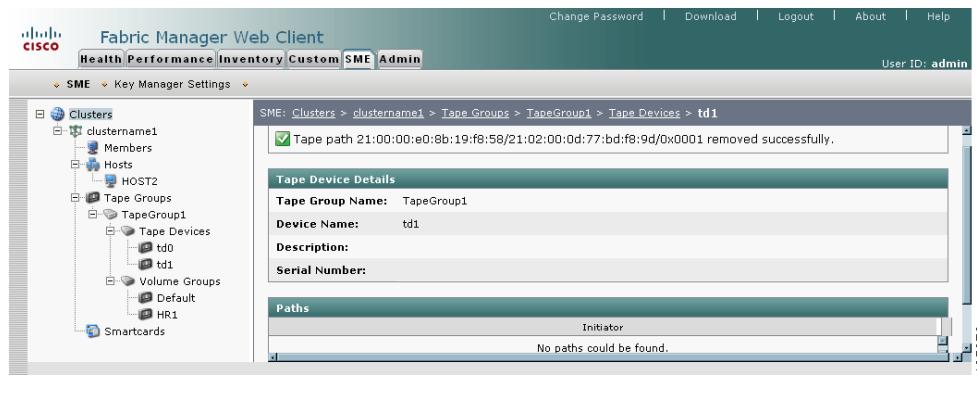 Change Password | Download | Logout | About | Help
CISCO
Fabric Manager Web Client
Health Performance Inventory Custom SME Admin
User ID: admin
SME Key Manager Settings
Clusters
clustername1
Members
Hosts
HOST2
Tape Groups
TapeGroup1
Tape Devices
td0
td1
Volume Groups
Default
HR1
Smartcards
SME: Clusters > clustername1 > Tape Groups > TapeGroup1 > Tape Devices > td1
Tape path 21:00:00:e0:8b:19:f8:58/21:02:00:0d:77:bd:f8:9d/0x0001 removed successfully.
Tape Device Details
Tape Group Name: TapeGroup1
Device Name: td1
Description:
Serial Number:
Paths
Initiator
No paths could be found.